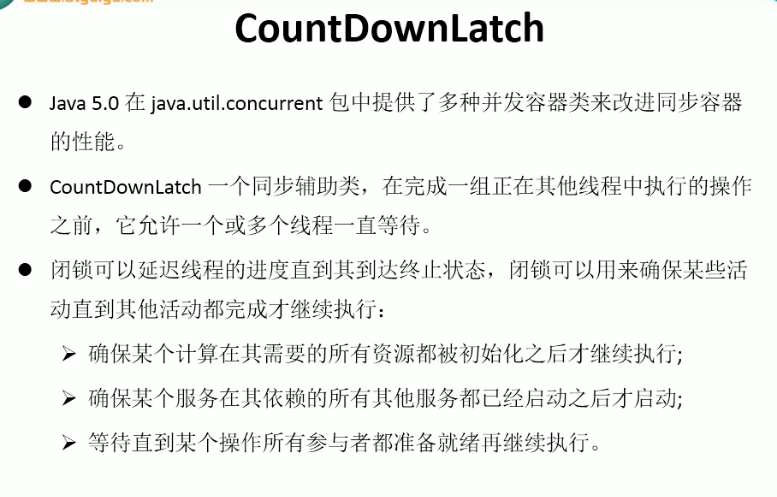 CountDownLatch
● Java 5.0 在 java.util.concurrent 包中提供了多种并发容器类来改进同步容器
的性能。
● CountDownLatch 一个同步辅助类，在完成一组正在其他线程中执行的操作
之前，它允许一个或多个线程一直等待。
● 闭锁可以延迟线程的进度直到其到达终止状态，闭锁可以用来确保某些活
动直到其他活动都完成才继续执行：
➢ 确保某个计算在其需要的所有资源都被初始化之后才继续执行;
➢ 确保某个服务在其依赖的所有其他服务都已经启动之后才启动;
➢ 等待直到某个操作所有参与者都准备就绪再继续执行。